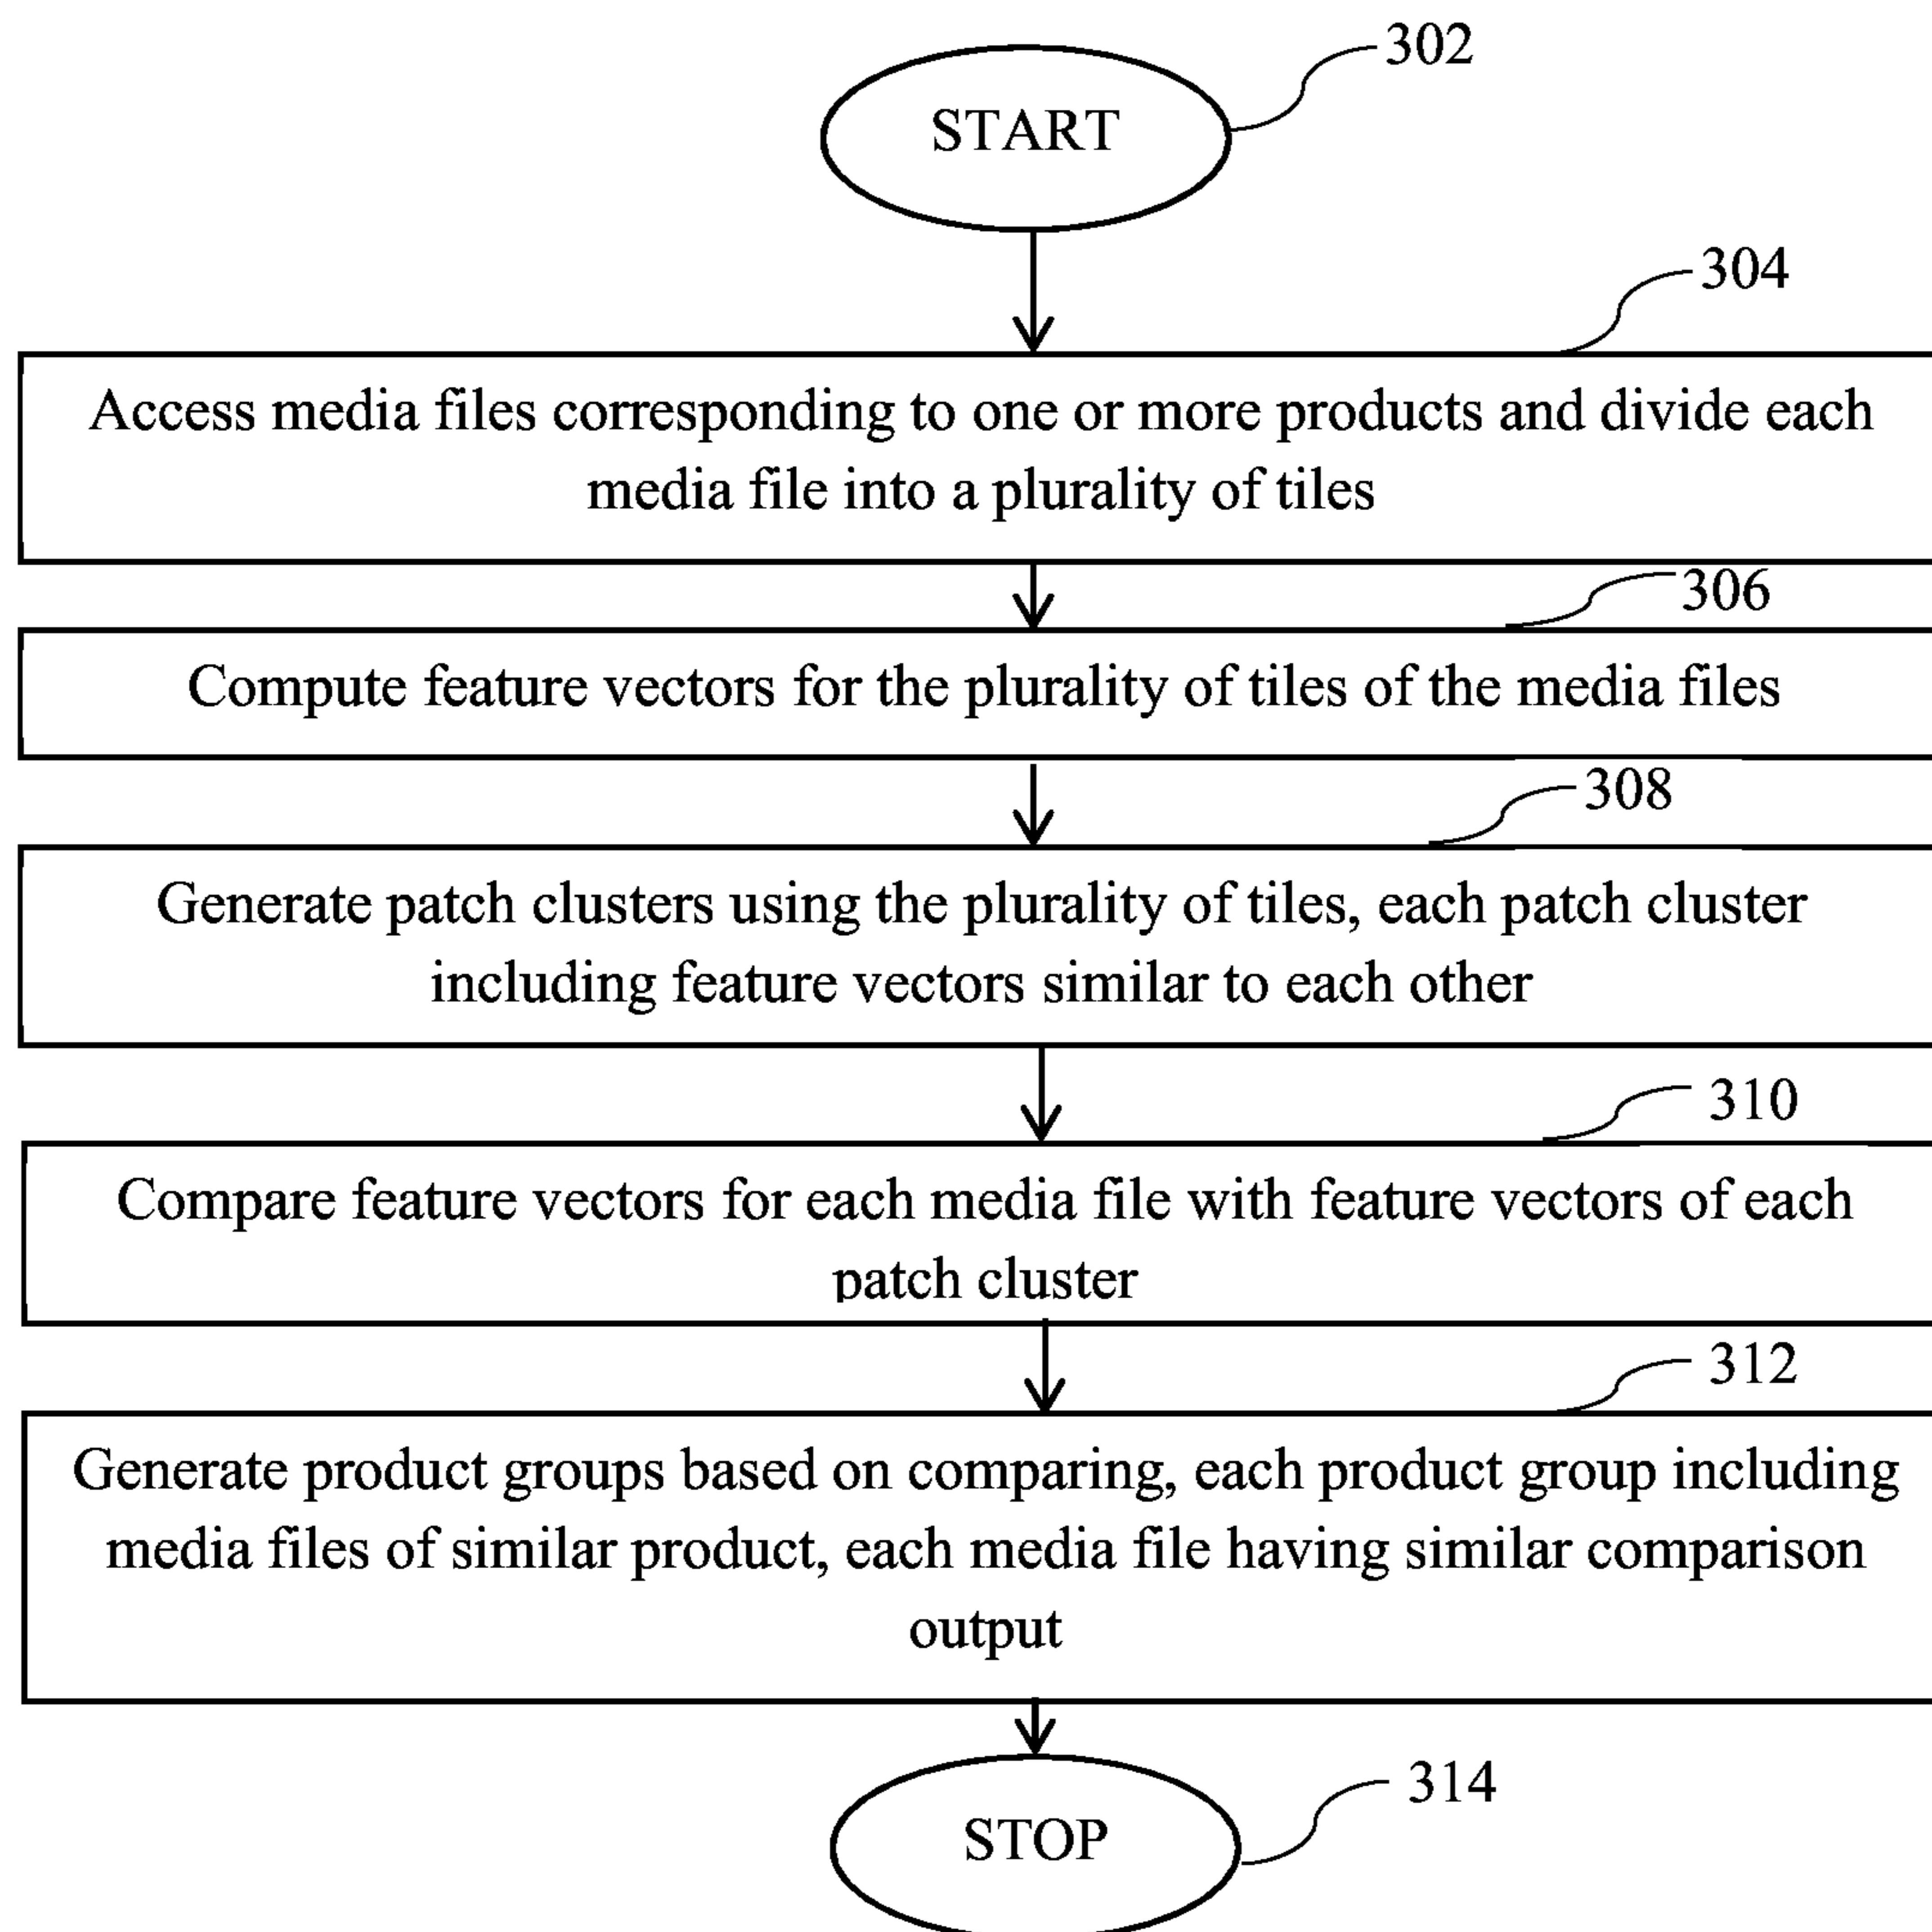 302
START
304
Access media files corresponding to one or more products and divide each
media file into a plurality of tiles
306
Compute feature vectors for the plurality of tiles of the media files
308
Generate patch clusters using the plurality of tiles, each patch cluster
including feature vectors similar to each other
310
Compare feature vectors for each media file with feature vectors of each
patch cluster
312
Generate product groups based on comparing, each product group including
media files of similar product, each media file having similar comparison
output
314
STOP